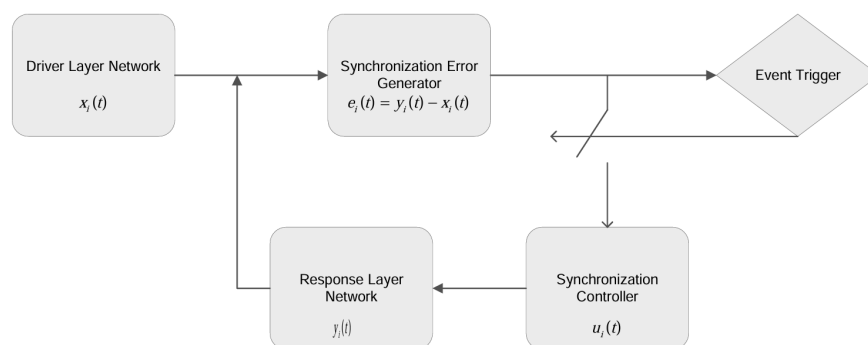 Driver Layer Network
x_i(t)
Synchronization Error
Generator
e_i(t) = y_i(t) − x_i(t)
Event Trigger
Response Layer
Network
y_i(t)
Synchronization
Controller
u_i(t)